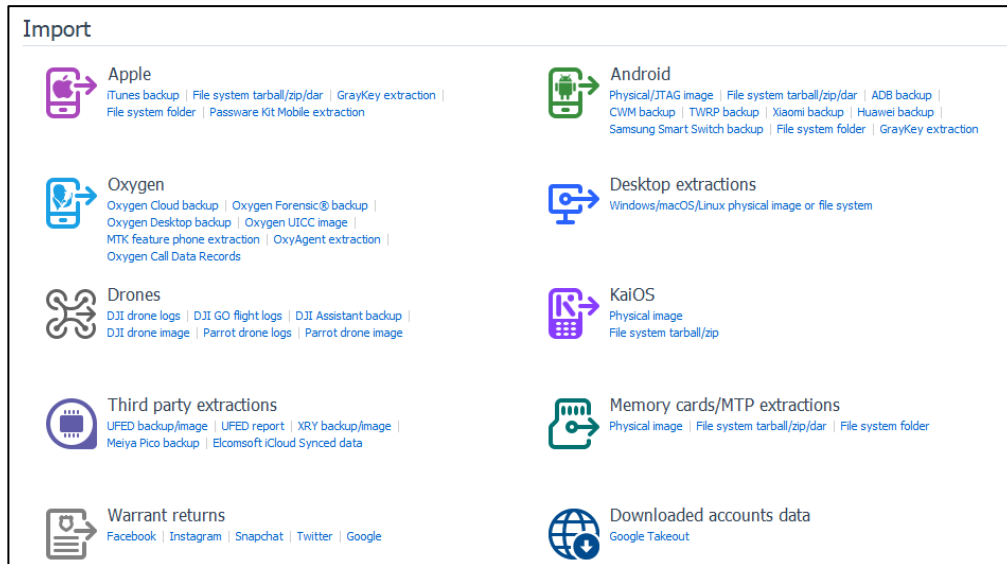 Import
Apple
iTunes backup | File system tarball/zip/dar | GrayKey extraction |
File system folder | Passware Kit Mobile extraction
Android
Physical/JTAG image | File system tarball/zip/dar | ADB backup |
CWM backup | TWRP backup | Xiaomi backup | Huawei backup |
Samsung Smart Switch backup | File system folder | GrayKey extraction
Oxygen
Oxygen Cloud backup | Oxygen Forensic® backup |
Oxygen Desktop backup | Oxygen UICC image |
MTK feature phone extraction | OxyAgent extraction |
Oxygen Call Data Records
Desktop extractions
Windows/macOS/Linux physical image or file system
Drones
DJI drone logs | DJI GO flight logs | DJI Assistant backup |
DJI drone image | Parrot drone logs | Parrot drone image
KaiOS
Physical image
File system tarball/zip
Third party extractions
UFED backup/image | UFED report | XRY backup/image |
Meiya Pico backup | Elcomsoft iCloud Synced data
Memory cards/MTP extractions
Physical image | File system tarball/zip/dar | File system folder
Warrant returns
Facebook | Instagram | Snapchat | Twitter | Google
Downloaded accounts data
Google Takeout